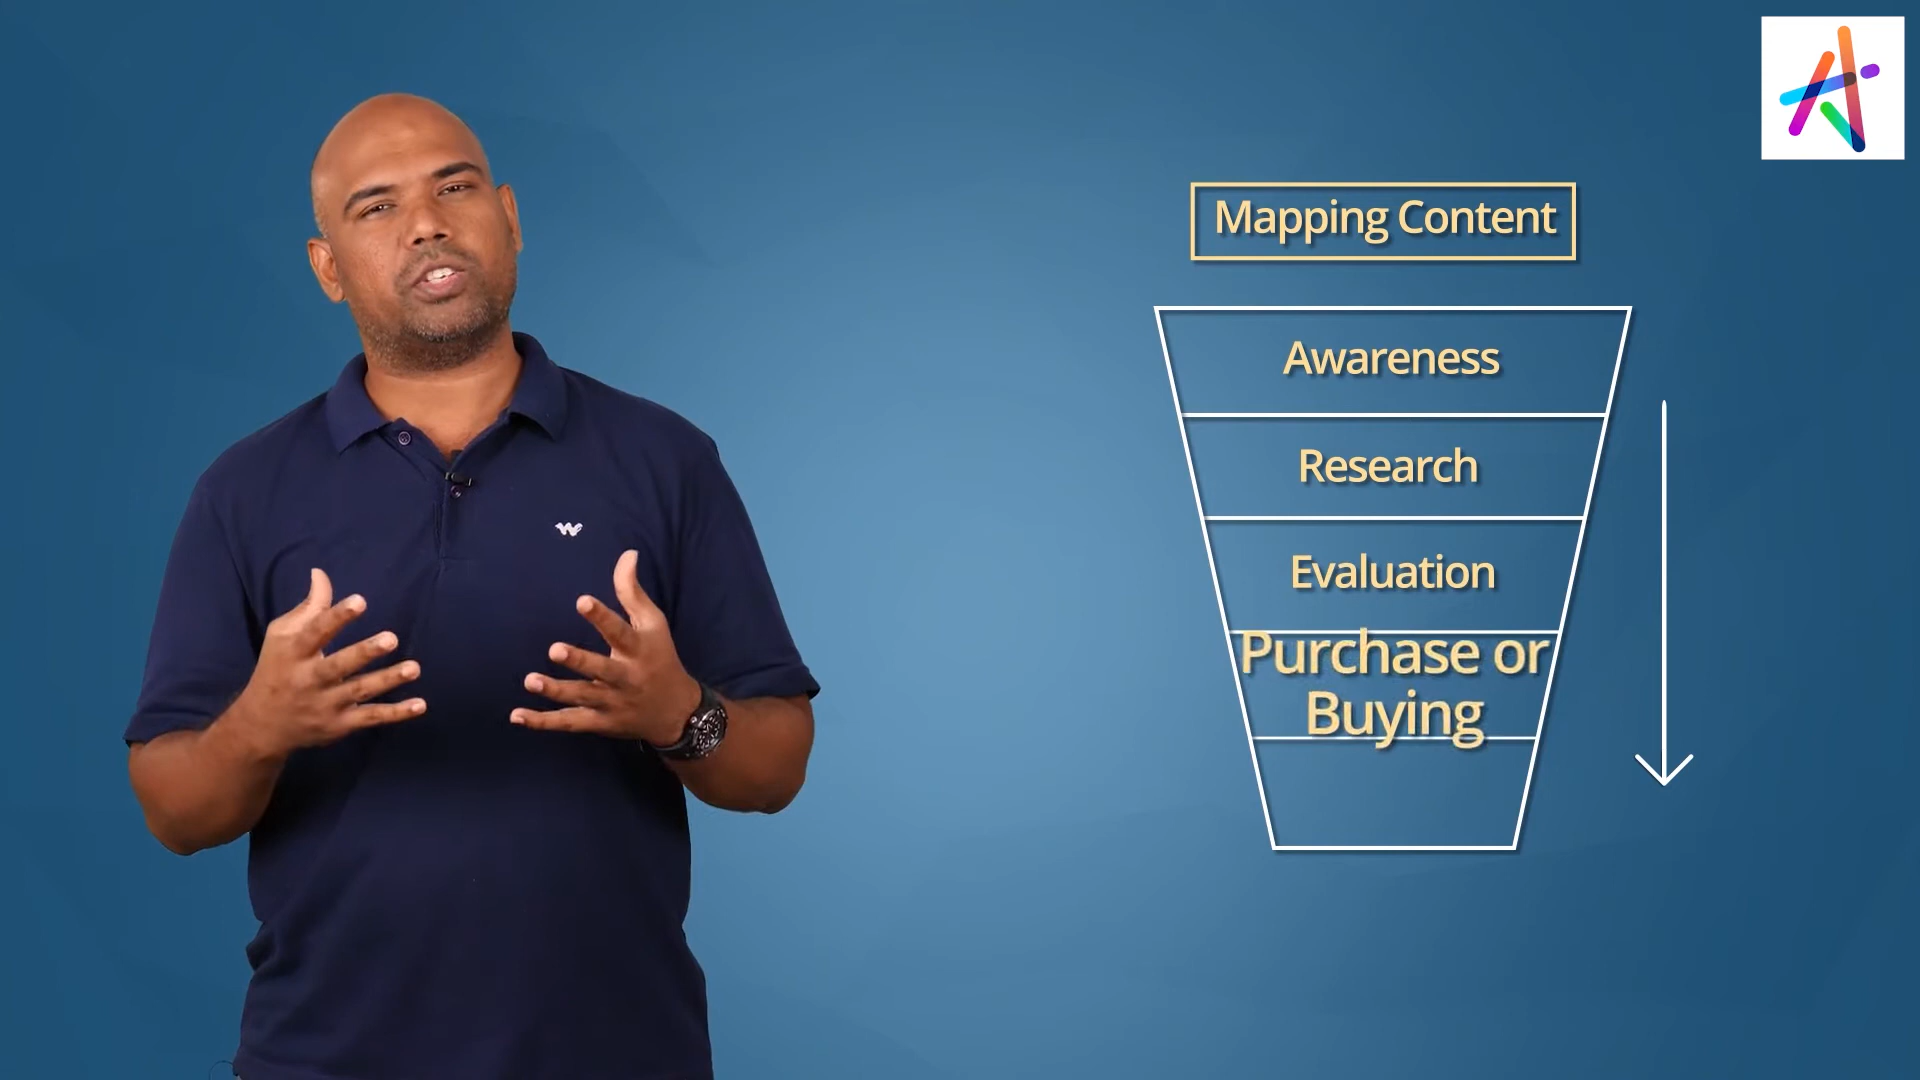 Mapping Content
Awareness
Research
Evaluation
Purchase or
Buying